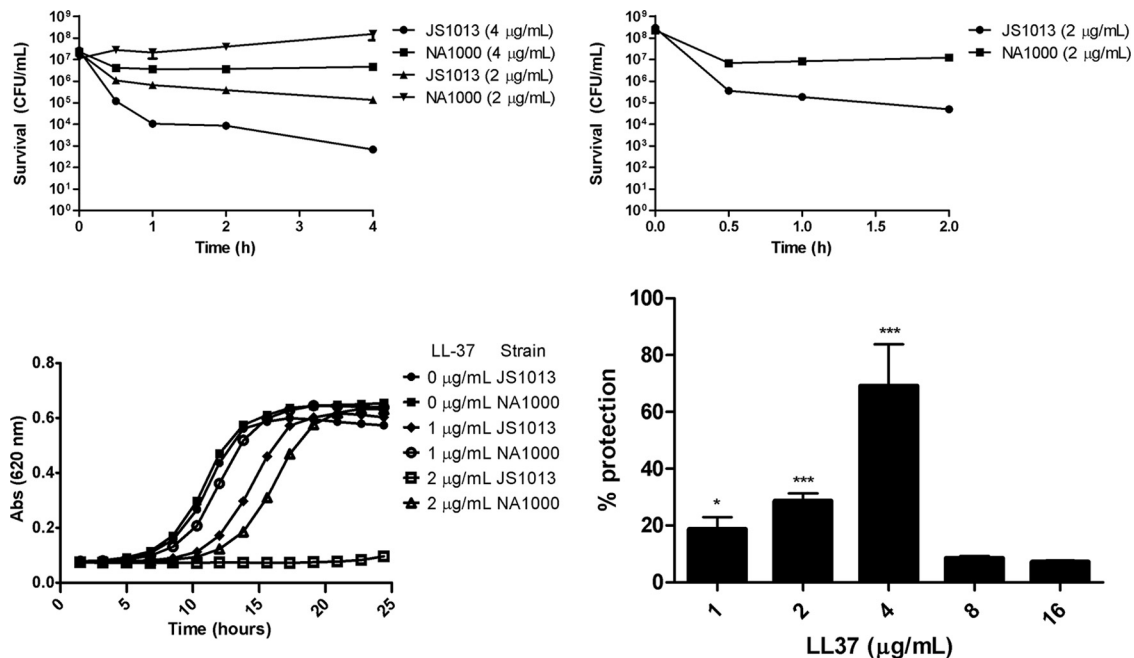 10⁹
10⁸
10⁷
10⁶
10⁵
10⁴
10³
10²
10¹
10⁰
Survival (CFU/mL)
0 1 2 3 4
Time (h)
JS1013 (4 µg/mL)
NA1000 (4 µg/mL)
JS1013 (2 µg/mL)
NA1000 (2 µg/mL)
10⁹
10⁸
10⁷
10⁶
10⁵
10⁴
10³
10²
10¹
10⁰
Survival (CFU/mL)
0.0 0.5 1.0 1.5 2.0
Time (h)
JS1013 (2 µg/mL)
NA1000 (2 µg/mL)
0.8
0.6
0.4
0.2
0.0
Abs (620 nm)
0 5 10 15 20 25
Time (hours)
LL-37 Strain
0 µg/mL JS1013
0 µg/mL NA1000
1 µg/mL JS1013
1 µg/mL NA1000
2 µg/mL JS1013
2 µg/mL NA1000
100
80
60
40
20
0
% protection
*
***
***
1 2 4 8 16
LL37 (µg/mL)